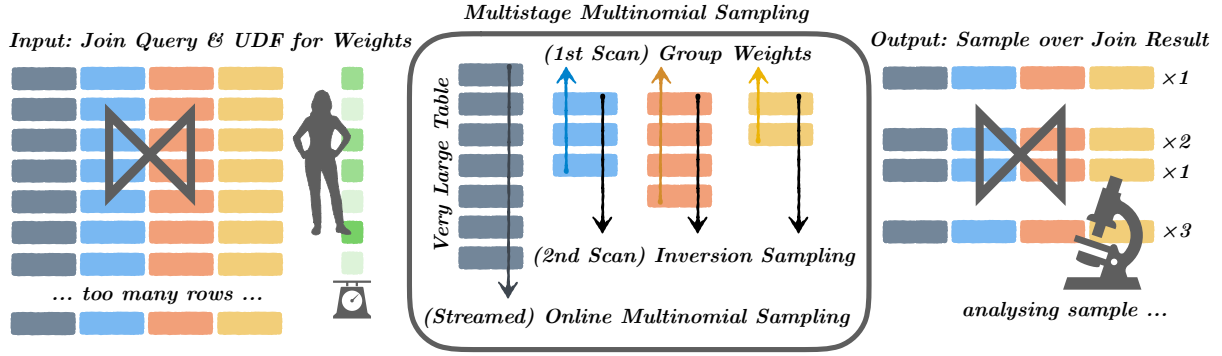 Multistage Multinomial Sampling
Input: Join Query & UDF for Weights
(1st Scan) Group Weights
Output: Sample over Join Result
Very Large Table
×1
×2
×1
×3
(2nd Scan) Inversion Sampling
... too many rows ...
(Streamed) Online Multinomial Sampling
analysing sample ...